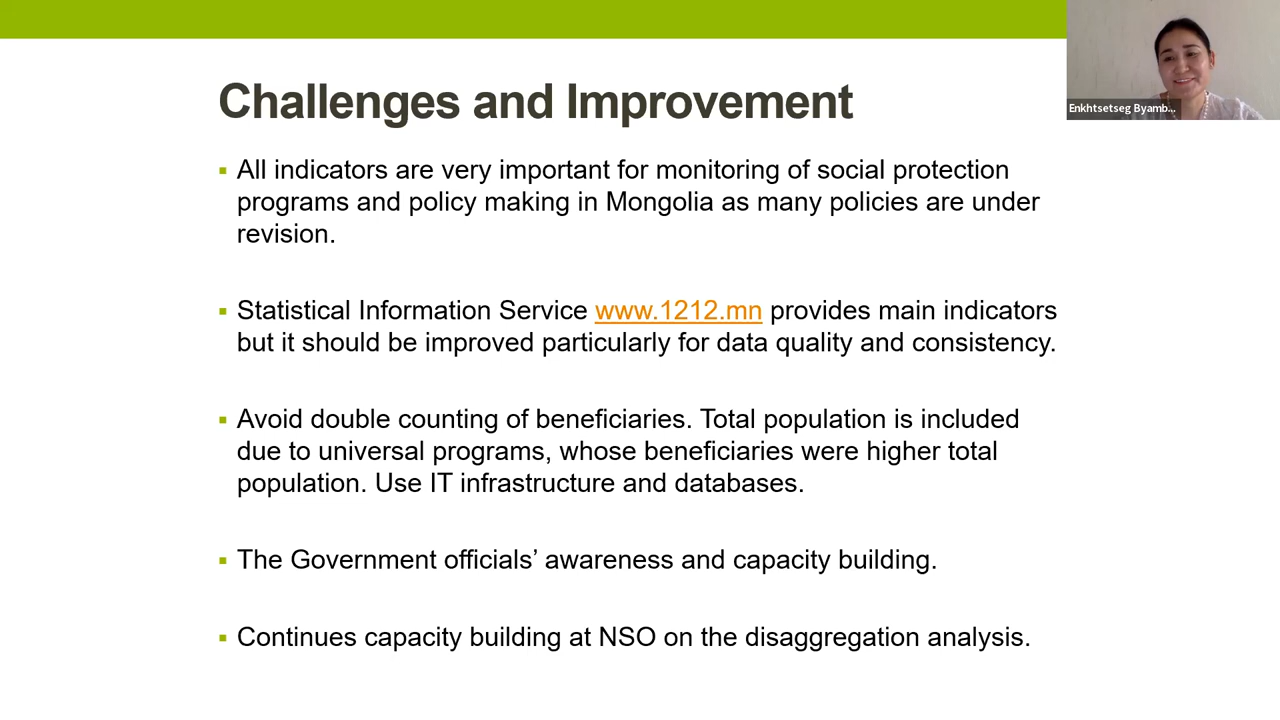 Challenges and Improvement
Enkhtsetseg Byamb...
▪ All indicators are very important for monitoring of social protection
programs and policy making in Mongolia as many policies are under
revision.
▪ Statistical Information Service www.1212.mn provides main indicators
but it should be improved particularly for data quality and consistency.
▪ Avoid double counting of beneficiaries. Total population is included
due to universal programs, whose beneficiaries were higher total
population. Use IT infrastructure and databases.
▪ The Government officials’ awareness and capacity building.
▪ Continues capacity building at NSO on the disaggregation analysis.